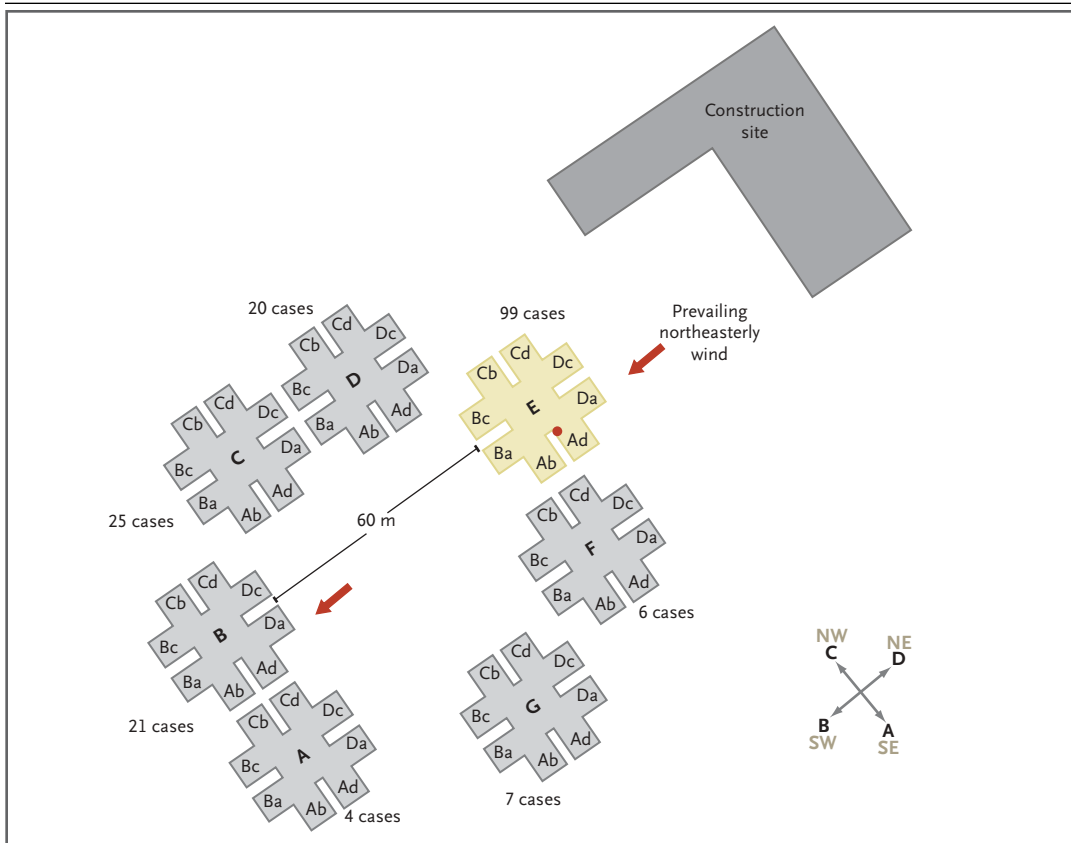 Construction
site
20 cases
99 cases
Prevailing
northeasterly
wind
Cd
Dc
Cb
D
Da
Bc
Ad
Ba
Ab
Cd
Dc
Cb
E
Da
Bc
Ad
Ba
Ab
Cd
Dc
Cb
C
Da
Bc
Ad
Ba
Ab
25 cases
60 m
Cd
Dc
Cb
F
Da
Bc
Ad
Ba
Ab
6 cases
Cd
Dc
Cb
B
Da
Bc
Ad
Ba
Ab
21 cases
Cd
Dc
Cb
G
Da
Bc
Ad
Ba
Ab
7 cases
Cd
Dc
Cb
A
Da
Bc
Ad
Ba
Ab
4 cases
NW
C
NE
D
B
SW
A
SE